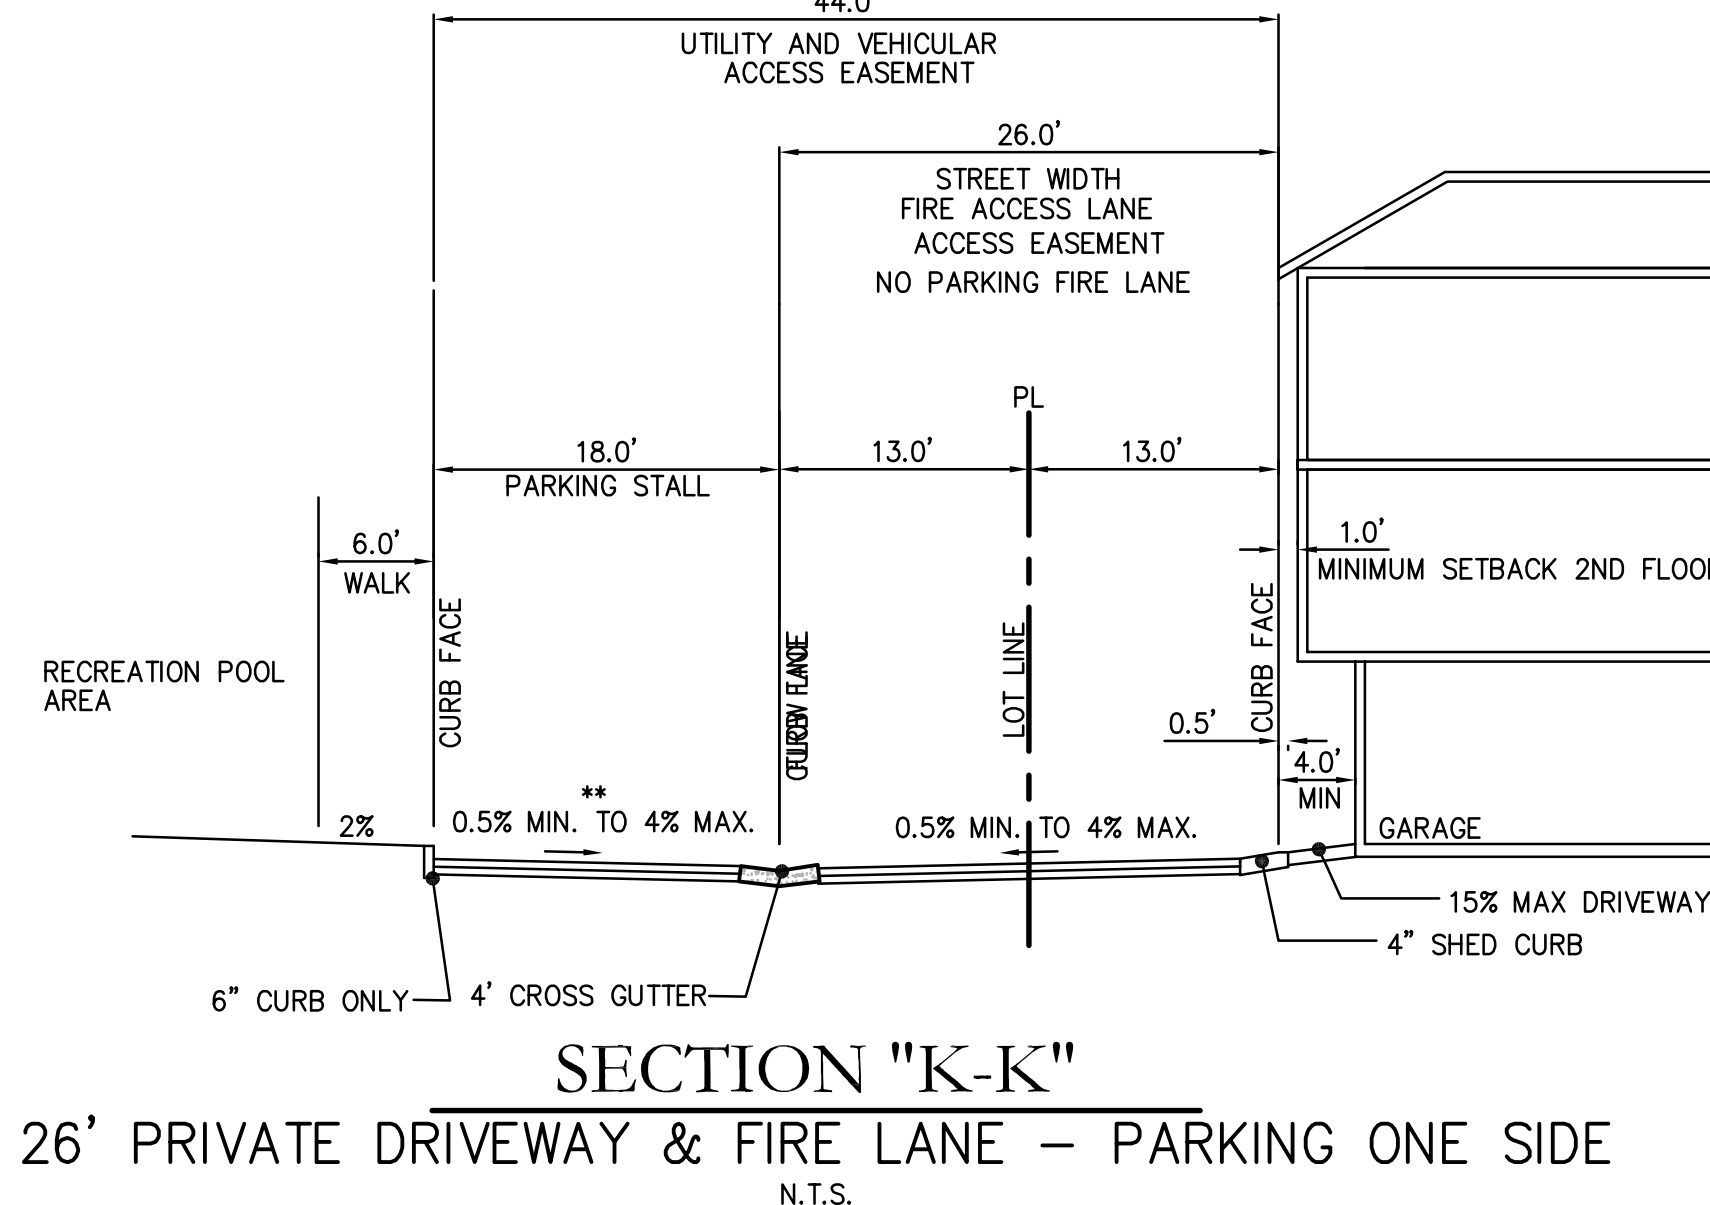 44.0'
UTILITY AND VEHICULAR
ACCESS EASEMENT
26.0'
STREET WIDTH
FIRE ACCESS LANE
ACCESS EASEMENT
NO PARKING FIRE LANE
PL
18.0'
PARKING STALL
13.0'
13.0'
6.0'
WALK
1.0'
MINIMUM SETBACK 2ND FLOO
CURB FACE
LOT LINE
CURB FACE
RECREATION POOL
AREA
0.5'
4.0'
MIN
2%
**
0.5% MIN. TO 4% MAX.
0.5% MIN. TO 4% MAX.
GARAGE
15% MAX DRIVEWAY
4" SHED CURB
6" CURB ONLY
4' CROSS GUTTER
SECTION "K-K"
26' PRIVATE DRIVEWAY & FIRE LANE – PARKING ONE SIDE
N.T.S.